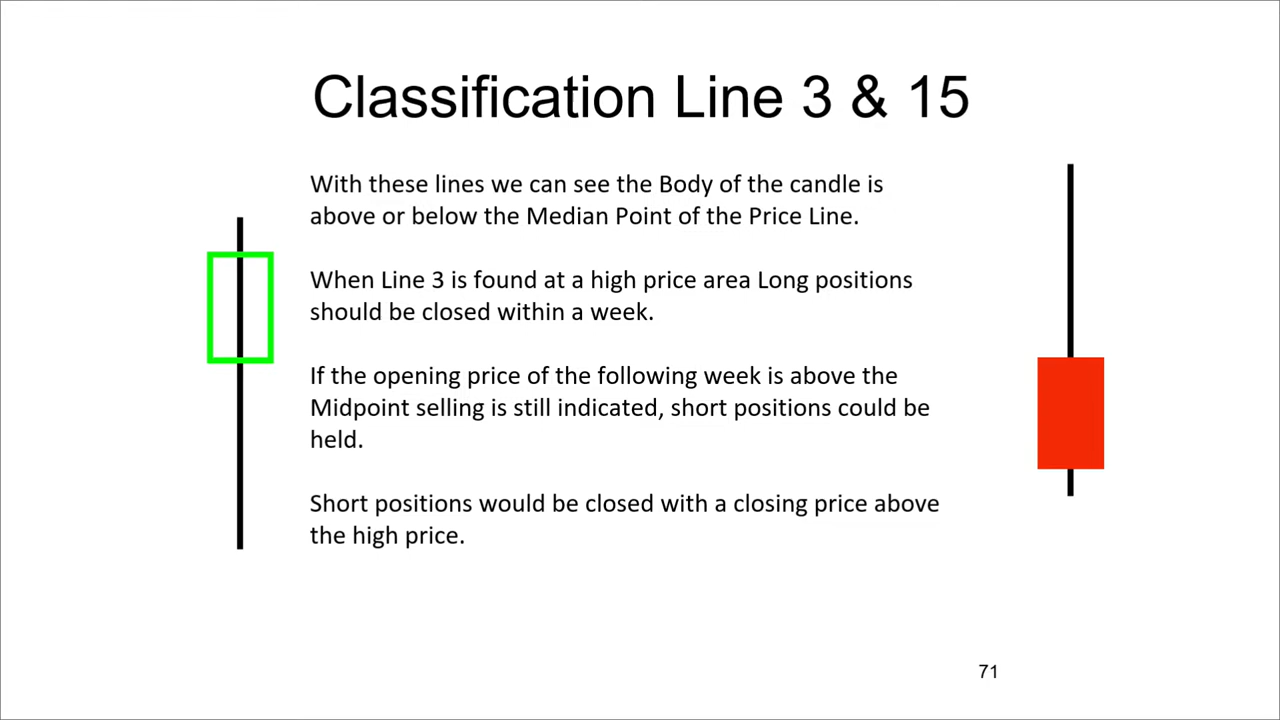 Classification Line 3 & 15
With these lines we can see the Body of the candle is
above or below the Median Point of the Price Line.
When Line 3 is found at a high price area Long positions
should be closed within a week.
If the opening price of the following week is above the
Midpoint selling is still indicated, short positions could be
held.
Short positions would be closed with a closing price above
the high price.
71